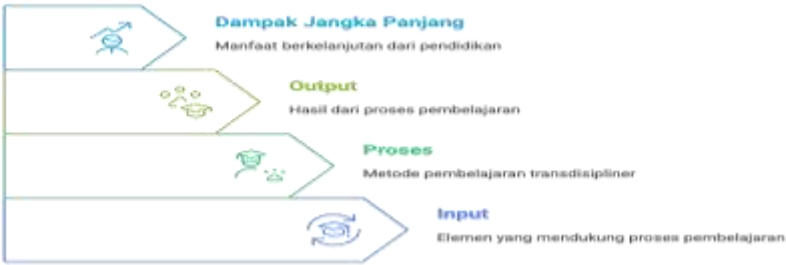 Dampak Jangka Panjang
Manfaat berkelanjutan dari pendidikan
Output
Hasil dari proses pembelajaran
Proses
Metode pembelajaran transdisipliner
Input
Elemen yang mendukung proses pembelajaran